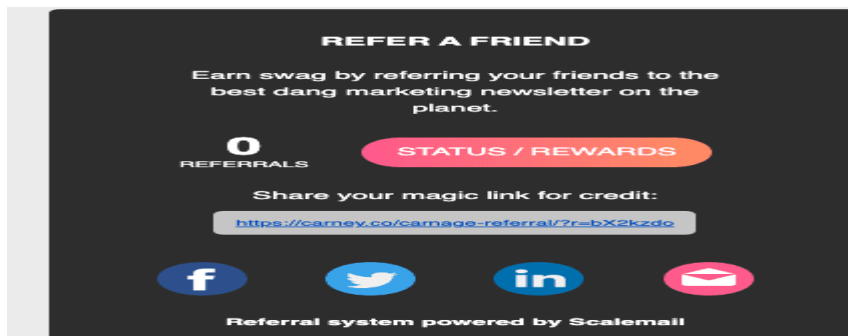 REFER A FRIEND
Earn swag by referring your friends to the
best dang marketing newsletter on the
planet.
0
REFERRALS
STATUS / REWARDS
Share your magic link for credit:
https://carney.co/carnage-referral/?r=bX2kzdo
Referral system powered by Scalemail